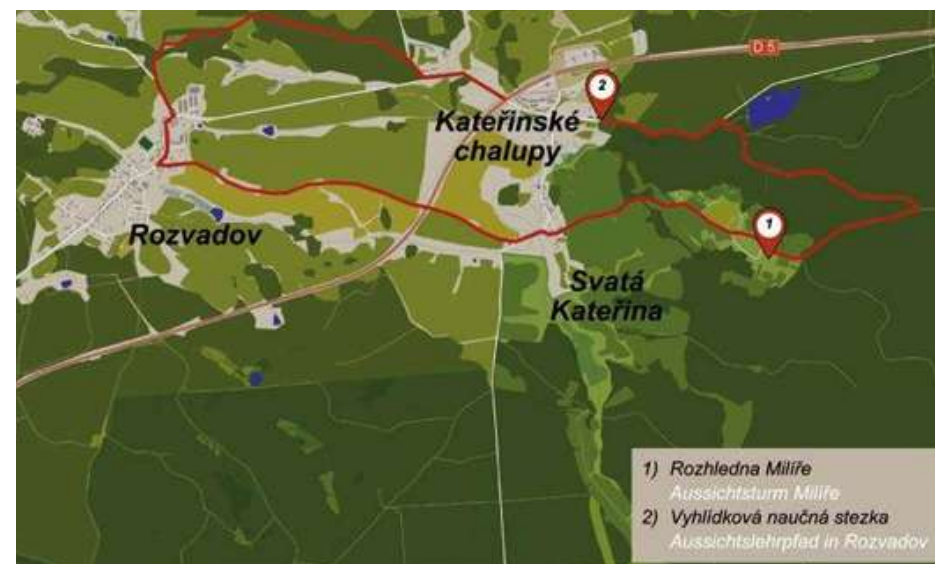 D 5
2
Kateřinské
chalupy
1
Rozvadov
Svatá
Kateřina
1) Rozhledna Milíře
Aussichtsturm Milíře
2) Vyhlídková naučná stezka
Aussichtslehrpfad in Rozvadov